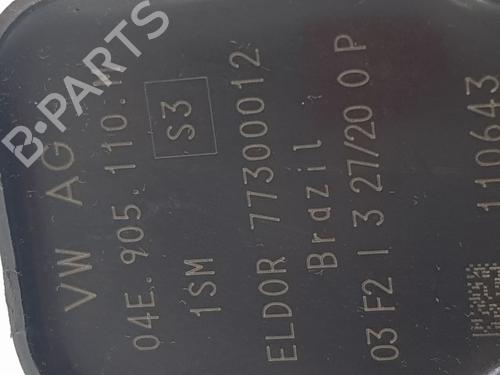 VW AG
04E.905.110.
1SM S3
ELDOR 77300012
Brazil
03 F2 I 3 27/20 0 P
110643
B-PARTS